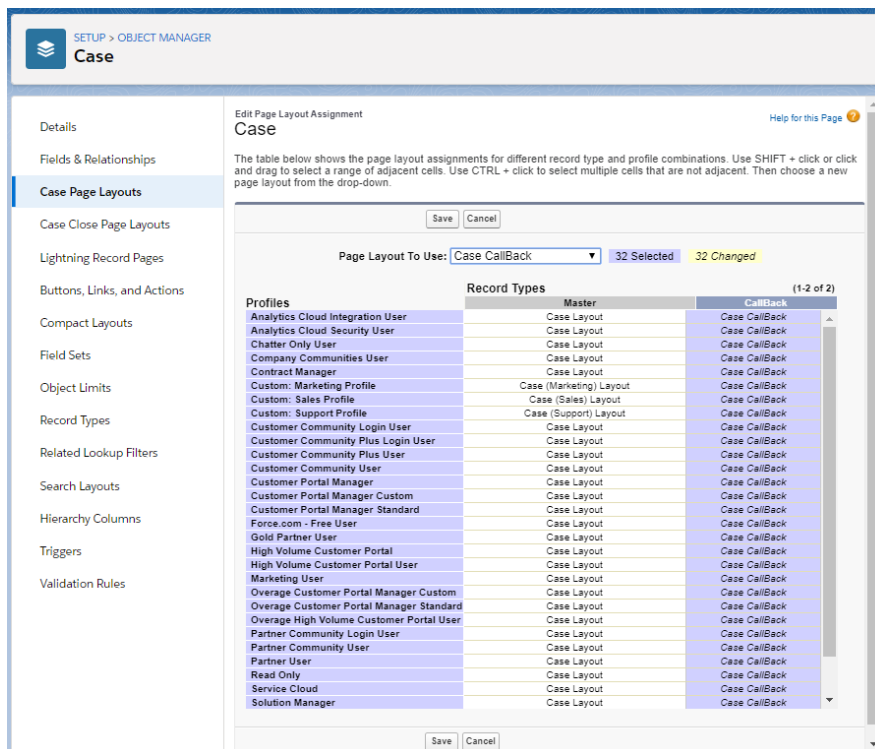 SETUP > OBJECT MANAGER
Case
Details
Fields & Relationships
Case Page Layouts
Case Close Page Layouts
Lightning Record Pages
Buttons, Links, and Actions
Compact Layouts
Field Sets
Object Limits
Record Types
Related Lookup Filters
Search Layouts
Hierarchy Columns
Triggers
Validation Rules
Edit Page Layout Assignment
Case
Help for this Page ?
The table below shows the page layout assignments for different record type and profile combinations. Use SHIFT + click or click
and drag to select a range of adjacent cells. Use CTRL + click to select multiple cells that are not adjacent. Then choose a new
page layout from the drop-down.
Save Cancel
Page Layout To Use: Case CallBack 32 Selected 32 Changed
Record Types (1-2 of 2)
Profiles Master CallBack
Analytics Cloud Integration User Case Layout Case CallBack
Analytics Cloud Security User Case Layout Case CallBack
Chatter Only User Case Layout Case CallBack
Company Communities User Case Layout Case CallBack
Contract Manager Case Layout Case CallBack
Custom: Marketing Profile Case (Marketing) Layout Case CallBack
Custom: Sales Profile Case (Sales) Layout Case CallBack
Custom: Support Profile Case (Support) Layout Case CallBack
Customer Community Login User Case Layout Case CallBack
Customer Community Plus Login User Case Layout Case CallBack
Customer Community Plus User Case Layout Case CallBack
Customer Community User Case Layout Case CallBack
Customer Portal Manager Case Layout Case CallBack
Customer Portal Manager Custom Case Layout Case CallBack
Customer Portal Manager Standard Case Layout Case CallBack
Force.com - Free User Case Layout Case CallBack
Gold Partner User Case Layout Case CallBack
High Volume Customer Portal Case Layout Case CallBack
High Volume Customer Portal User Case Layout Case CallBack
Marketing User Case Layout Case CallBack
Overage Customer Portal Manager Custom Case Layout Case CallBack
Overage Customer Portal Manager Standard Case Layout Case CallBack
Overage High Volume Customer Portal User Case Layout Case CallBack
Partner Community Login User Case Layout Case CallBack
Partner Community User Case Layout Case CallBack
Partner User Case Layout Case CallBack
Read Only Case Layout Case CallBack
Service Cloud Case Layout Case CallBack
Solution Manager Case Layout Case CallBack
Save Cancel